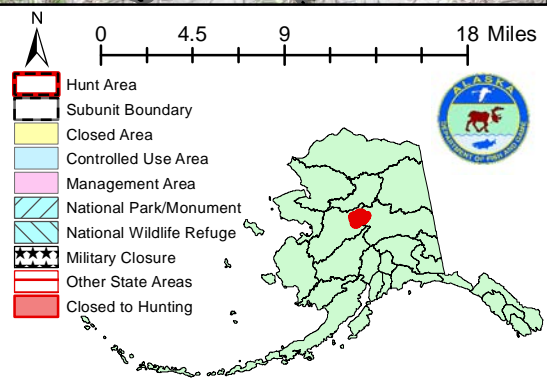 N
0 4.5 9 18 Miles
Hunt Area
Subunit Boundary
Closed Area
Controlled Use Area
Management Area
National Park/Monument
National Wildlife Refuge
Military Closure
Other State Areas
Closed to Hunting
ALASKA
DEPARTMENT OF FISH AND GAME